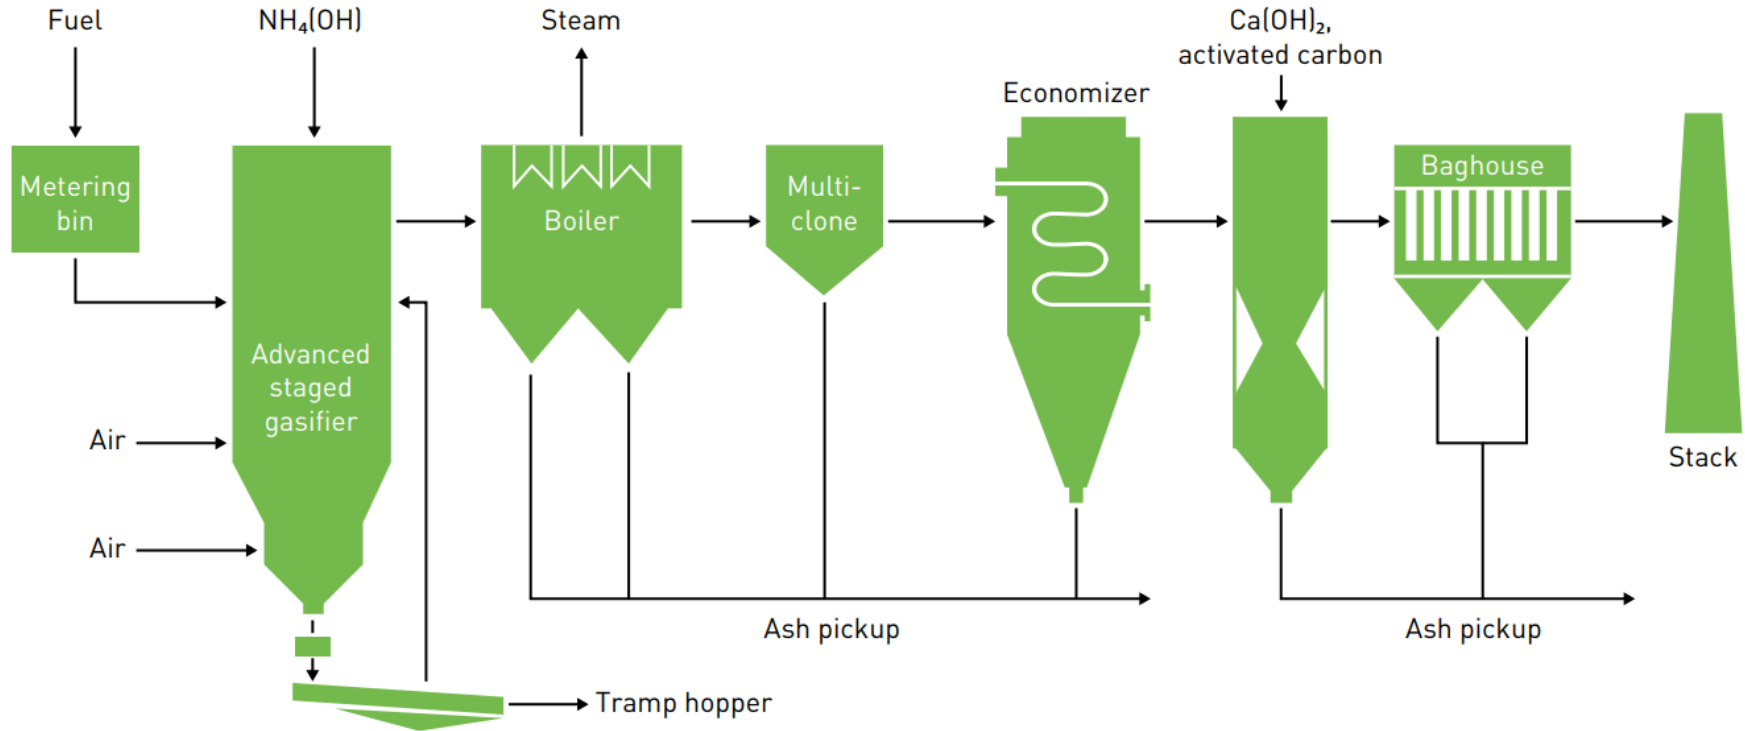 Fuel
NH₄(OH)
Steam
Ca(OH)₂,
activated carbon
Economizer
Metering
bin
Boiler
Multi-
clone
Baghouse
Advanced
staged
gasifier
Air
Air
Stack
Ash pickup
Ash pickup
Tramp hopper